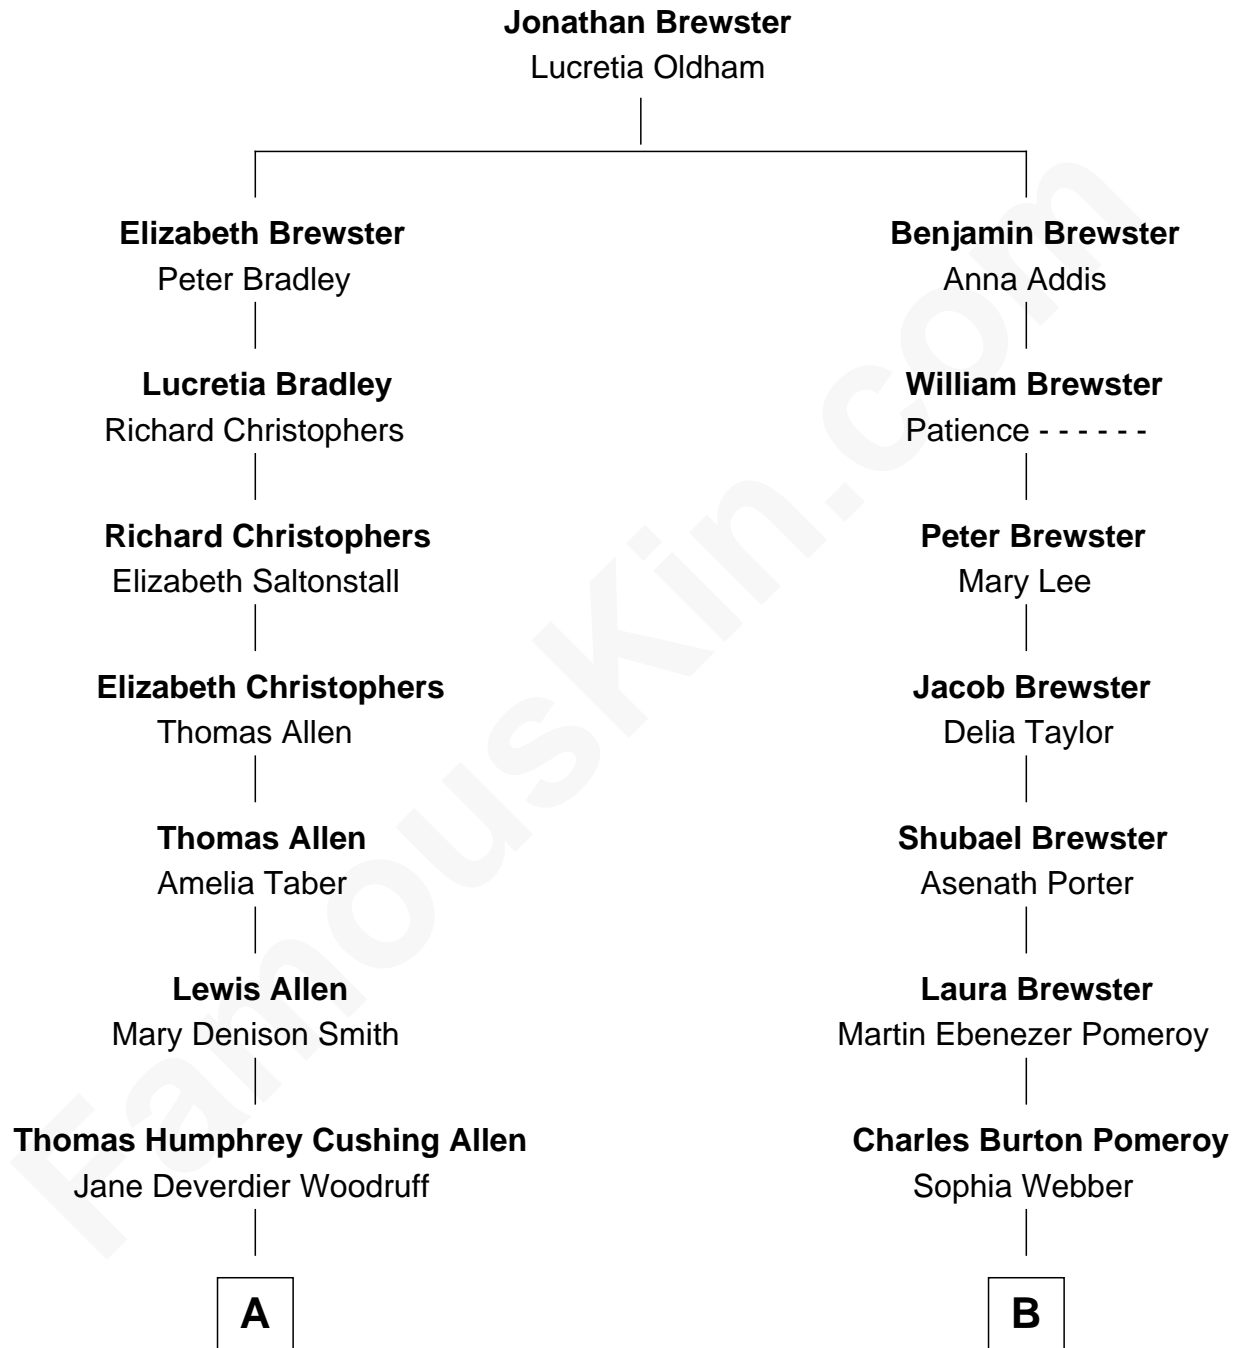 Jonathan Brewster
Lucretia Oldham
Elizabeth Brewster
Peter Bradley
Benjamin Brewster
Anna Addis
Lucretia Bradley
Richard Christophers
William Brewster
Patience - - - - - -
Richard Christophers
Elizabeth Saltonstall
Peter Brewster
Mary Lee
Elizabeth Christophers
Thomas Allen
Jacob Brewster
Delia Taylor
Thomas Allen
Amelia Taber
Shubael Brewster
Asenath Porter
Lewis Allen
Mary Denison Smith
Laura Brewster
Martin Ebenezer Pomeroy
Thomas Humphrey Cushing Allen
Jane Deverdier Woodruff
Charles Burton Pomeroy
Sophia Webber
A
B
FamousKin.com